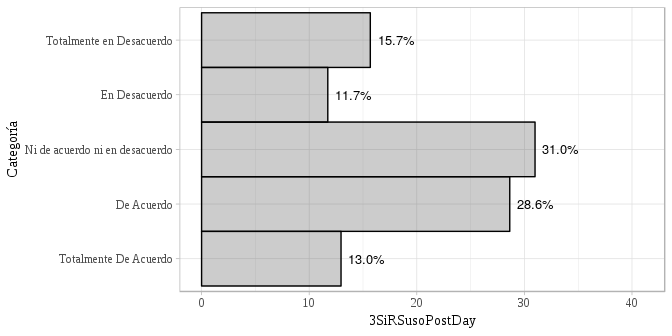 Categoría
Totalmente en Desacuerdo
15.7%
En Desacuerdo
11.7%
Ni de acuerdo ni en desacuerdo
31.0%
De Acuerdo
28.6%
Totalmente De Acuerdo
13.0%
0 10 20 30 40
3SiRSusoPostDay